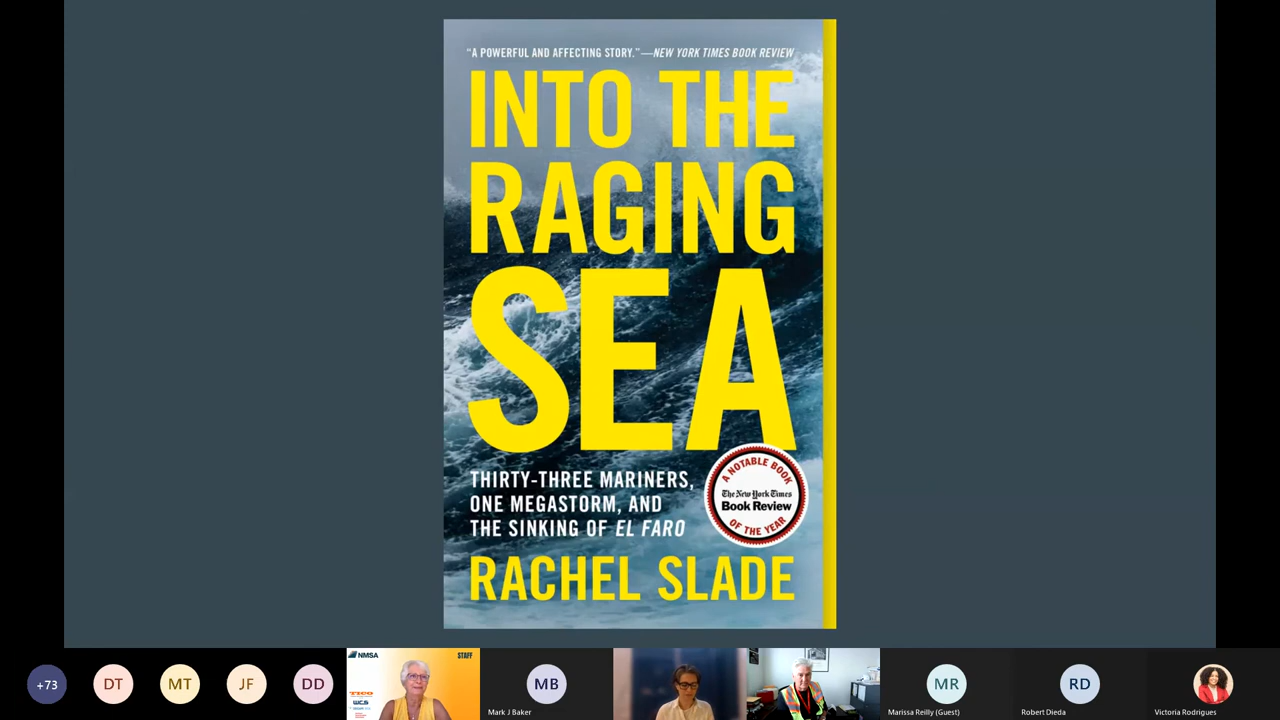 "A POWERFUL AND AFFECTING STORY."—NEW YORK TIMES BOOK REVIEW
INTO THE
RAGING
SEA
THIRTY-THREE MARINERS,
ONE MEGASTORM, AND
THE SINKING OF EL FARO
A NOTABLE BOOK
The New York Times
Book Review
OF THE YEAR
RACHEL SLADE
+73
DT
MT
JF
DD
NMSA
STAFF
TICO
WCS
MB
Mark J Baker
MR
Marissa Reilly (Guest)
RD
Robert Dieda
Victoria Rodrigues